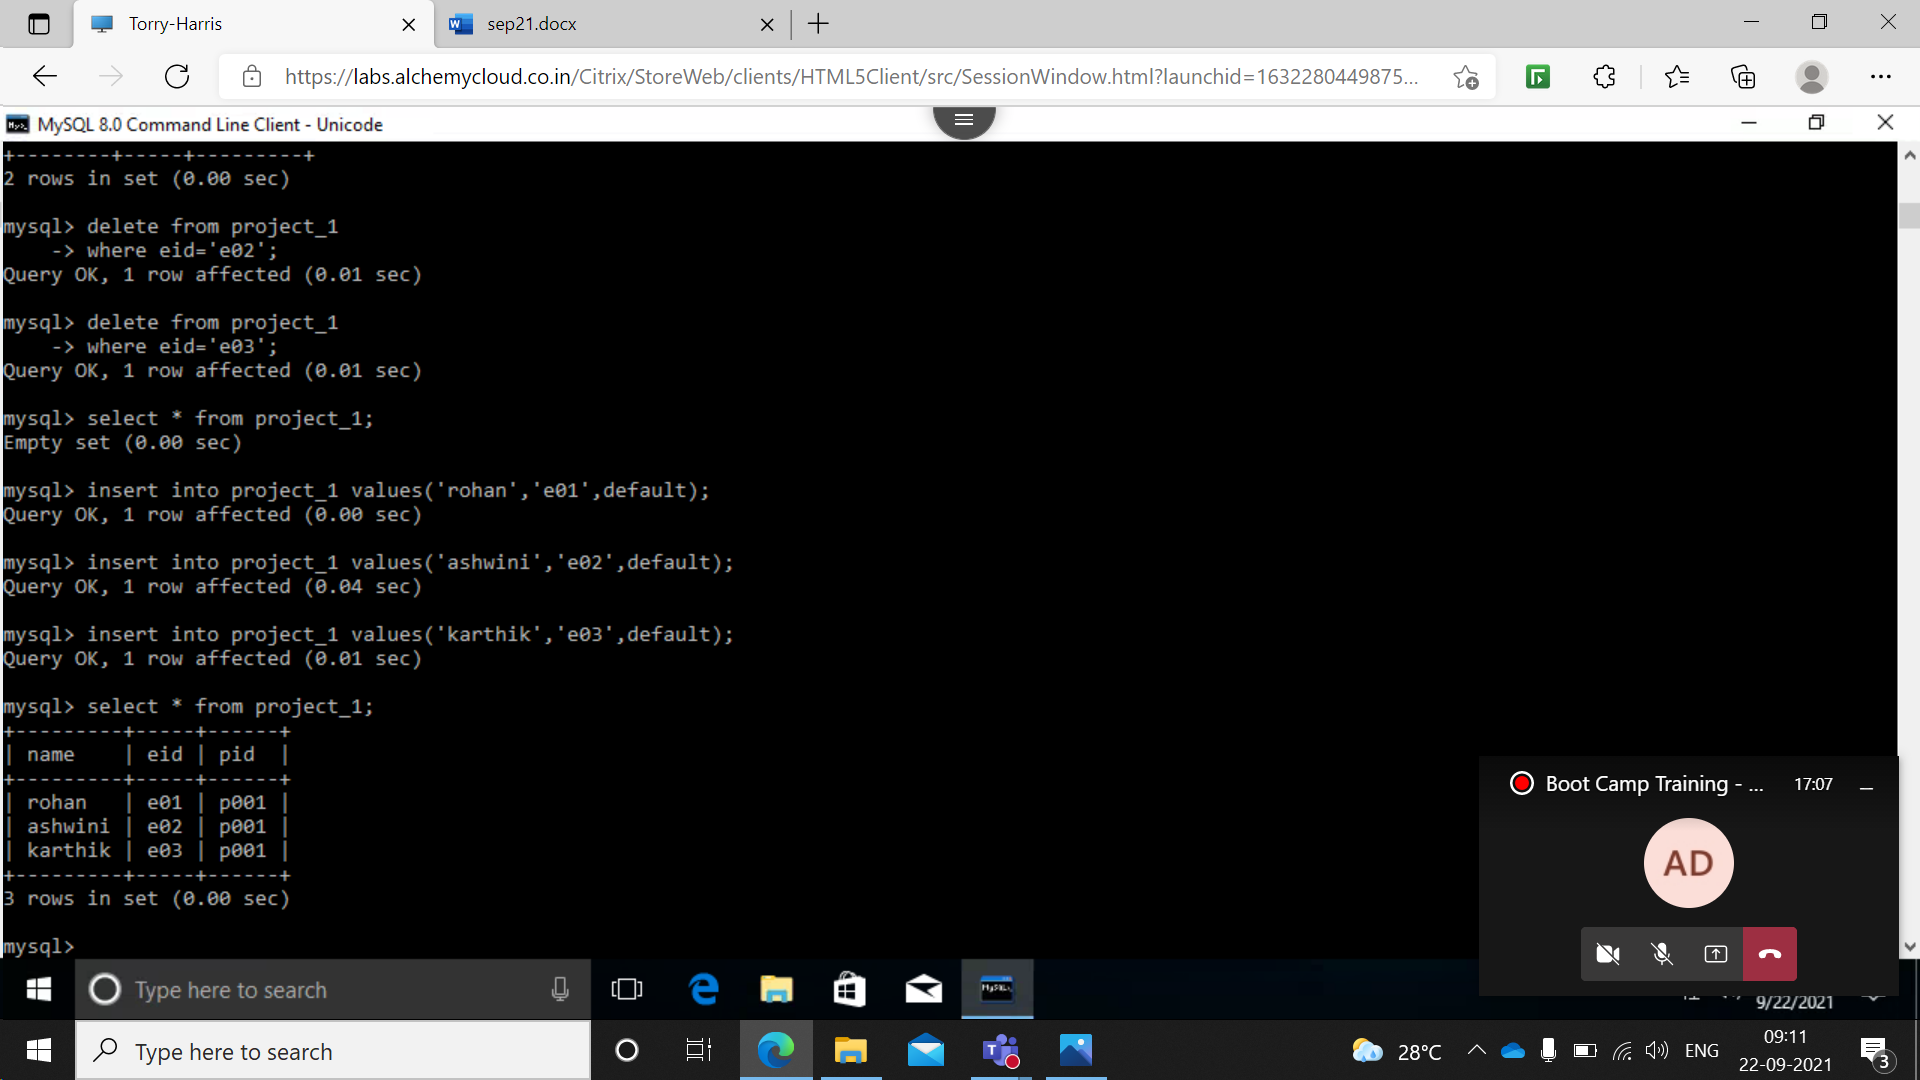 Torry-Harris
sep21.docx
https://labs.alchemycloud.co.in/Citrix/StoreWeb/clients/HTML5Client/src/SessionWindow.html?launchid=1632280449875...
MySQL 8.0 Command Line Client - Unicode
+--------+-----+---------+
2 rows in set (0.00 sec)
mysql> delete from project_1
    -> where eid='e02';
Query OK, 1 row affected (0.01 sec)
mysql> delete from project_1
    -> where eid='e03';
Query OK, 1 row affected (0.01 sec)
mysql> select * from project_1;
Empty set (0.00 sec)
mysql> insert into project_1 values('rohan','e01',default);
Query OK, 1 row affected (0.00 sec)
mysql> insert into project_1 values('ashwini','e02',default);
Query OK, 1 row affected (0.04 sec)
mysql> insert into project_1 values('karthik','e03',default);
Query OK, 1 row affected (0.01 sec)
mysql> select * from project_1;
+---------+-----+------+
| name    | eid | pid  |
+---------+-----+------+
| rohan   | e01 | p001 |
| ashwini | e02 | p001 |
| karthik | e03 | p001 |
+---------+-----+------+
3 rows in set (0.00 sec)
mysql>
Boot Camp Training - ... 17:07
AD
Type here to search
MySQL
9/22/2021
Type here to search
28°C
ENG
09:11
22-09-2021
3